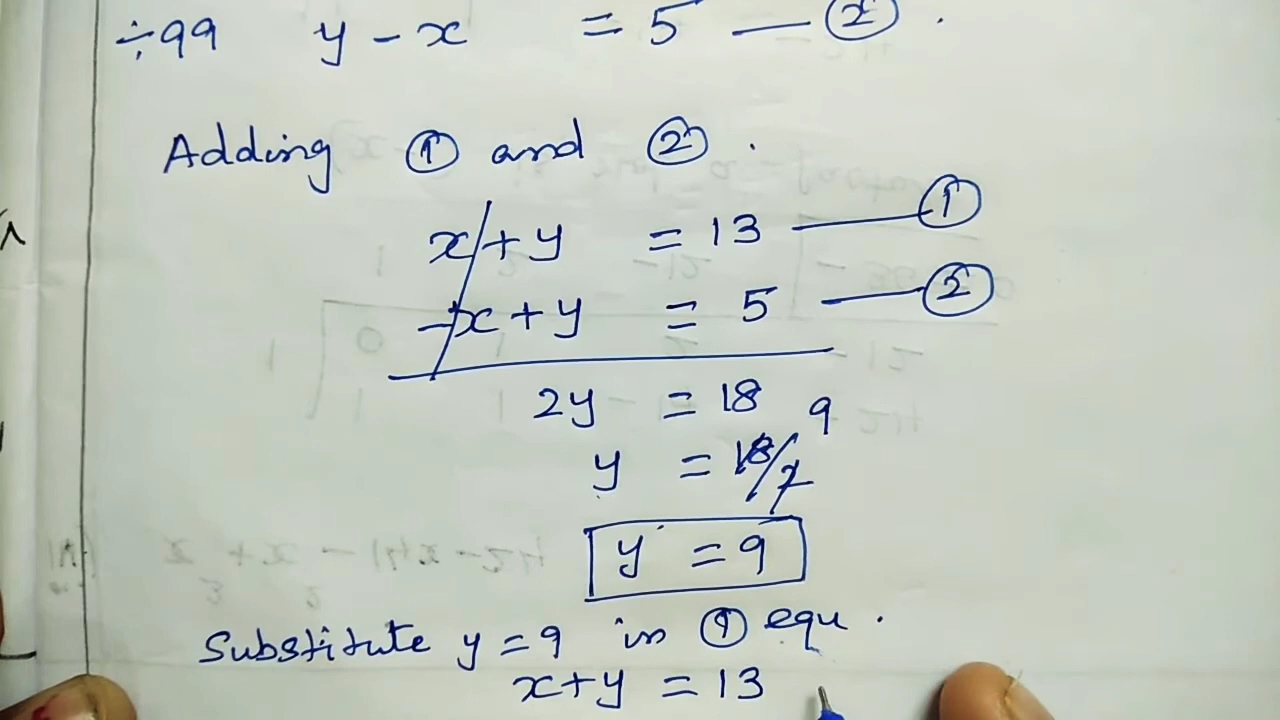 ÷99 y - x = 5 — ②.
Adding ① and ②.
x + y = 13 — ①
-x + y = 5 — ②
2y = 18
y = 18/2 9
y = 9
Substitute y = 9 in ① equ.
x + y = 13